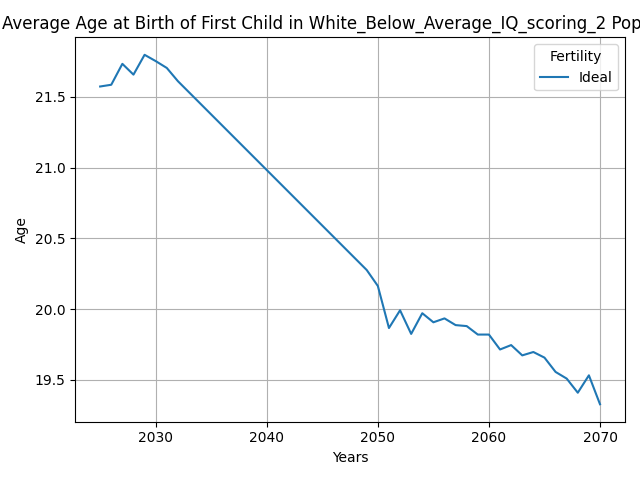 Average Age at Birth of First Child in White_Below_Average_IQ_scoring_2 Pop
Fertility
Ideal
Age
21.5
21.0
20.5
20.0
19.5
2030 2040 2050 2060 2070
Years